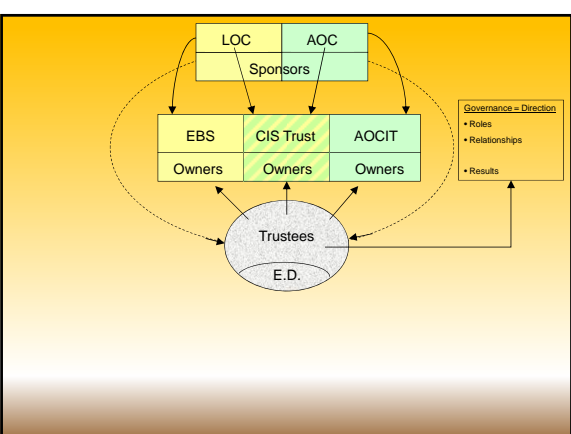 LOC AOC
Sponsors
EBS CIS Trust AOCIT
Owners Owners Owners
Governance = Direction
• Roles
• Relationships
• Results
Trustees
E.D.